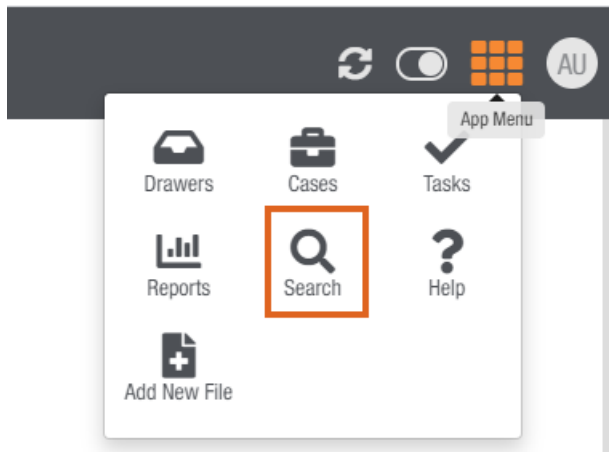 AU
App Menu
Drawers Cases Tasks
Reports Search Help
Add New File